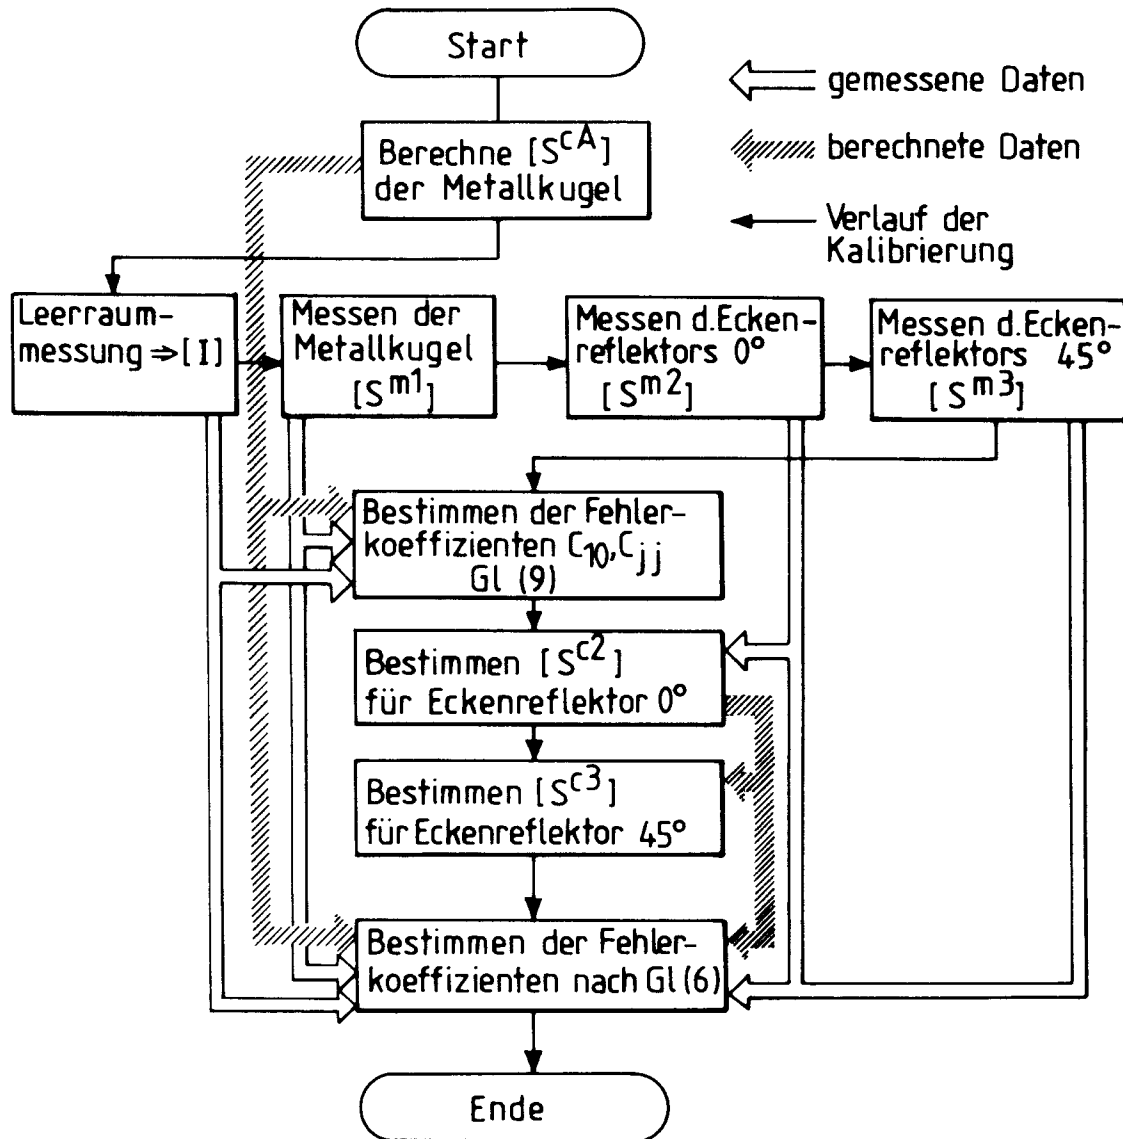 Start
gemessene Daten
berechnete Daten
Verlauf der
Kalibrierung
Berechne [S^cA]
der Metallkugel
Leerraum-
messung ⇒ [I]
Messen der
Metallkugel
[S^m1]
Messen d.Ecken-
reflektors 0°
[S^m2]
Messen d.Ecken-
reflektors 45°
[S^m3]
Bestimmen der Fehler-
koeffizienten C_10, C_jj
Gl (9)
Bestimmen [S^c2]
für Eckenreflektor 0°
Bestimmen [S^c3]
für Eckenreflektor 45°
Bestimmen der Fehler-
koeffizienten nach Gl (6)
Ende